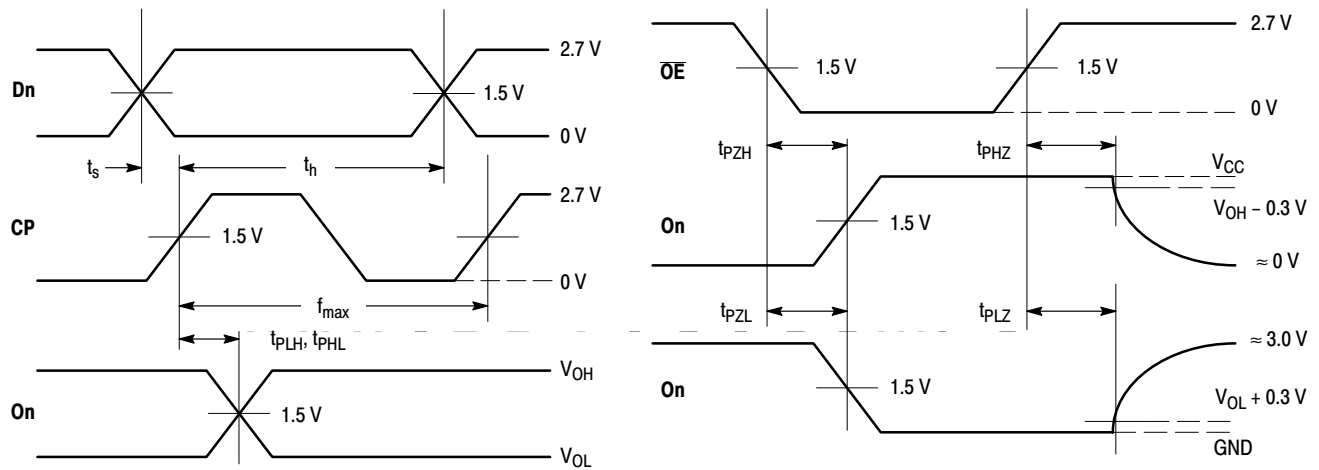 2.7 V
Dn
1.5 V
0 V
ts
th
2.7 V
CP
1.5 V
0 V
fmax
tPLH, tPHL
VOH
On
1.5 V
VOL
2.7 V
OE
1.5 V
1.5 V
0 V
tPZH
tPHZ
VCC
VOH – 0.3 V
On
1.5 V
≈ 0 V
tPZL
tPLZ
≈ 3.0 V
On
1.5 V
VOL + 0.3 V
GND